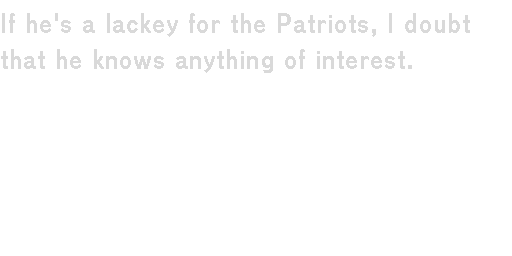 If he's a lackey for the Patriots, I doubt
that he knows anything of interest.